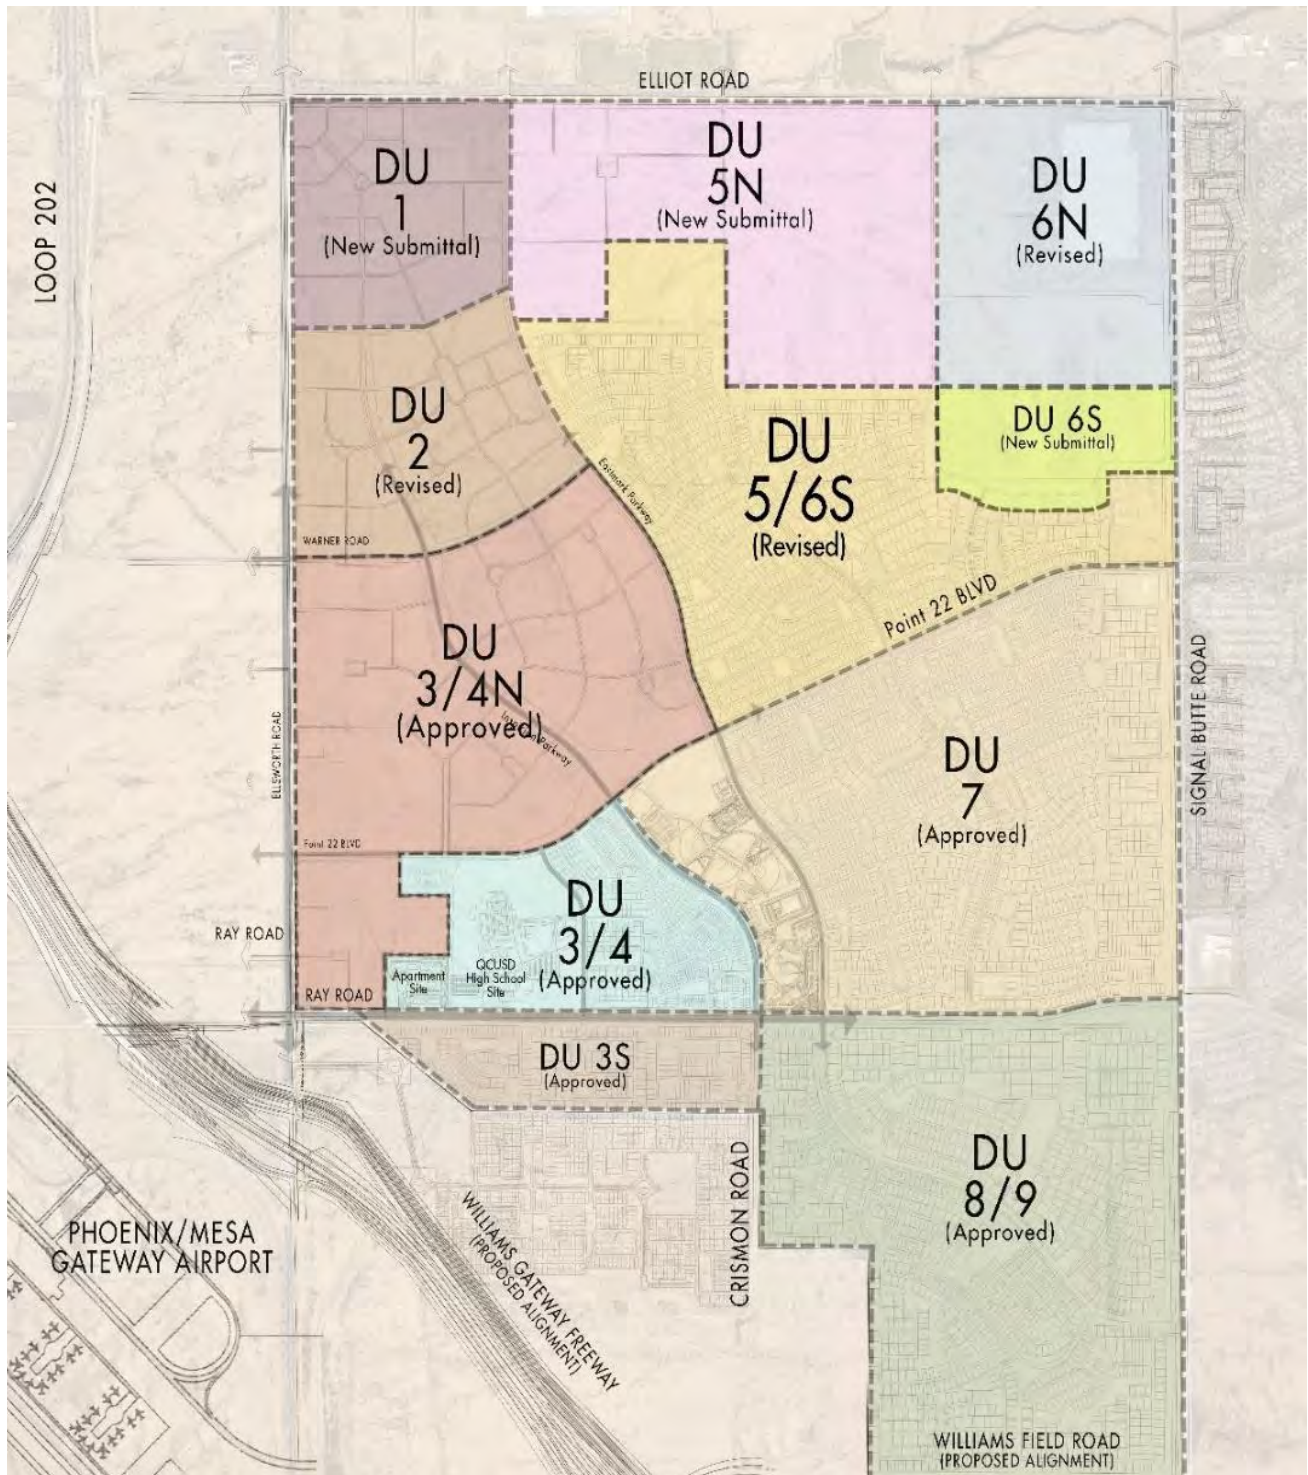 ELLIOT ROAD
LOOP 202
DU
1
(New Submittal)
DU
5N
(New Submittal)
DU
6N
(Revised)
DU
2
(Revised)
DU 6S
(New Submittal)
DU
5/6S
(Revised)
Eastmark Parkway
WARNER ROAD
Point 22 BLVD
DU
3/4N
(Approved)
Parkway
ELLSWORTH ROAD
SIGNAL BUTTE ROAD
DU
7
(Approved)
Point 22 BLVD
RAY ROAD
DU
3/4
(Approved)
Apartment
Site
QCUSD
High School
Site
RAY ROAD
DU 3S
(Approved)
CRISMON ROAD
DU
8/9
(Approved)
PHOENIX/MESA
GATEWAY AIRPORT
WILLIAMS GATEWAY FREEWAY
(PROPOSED ALIGNMENT)
WILLIAMS FIELD ROAD
(PROPOSED ALIGNMENT)